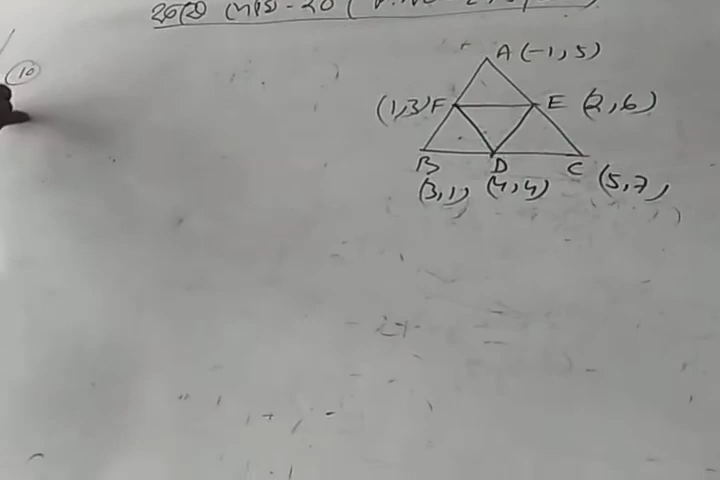 10
A (-1, 5)
(1, 3) F
E (2, 6)
B
D
C
(3, 1)
(4, 4)
(5, 7)